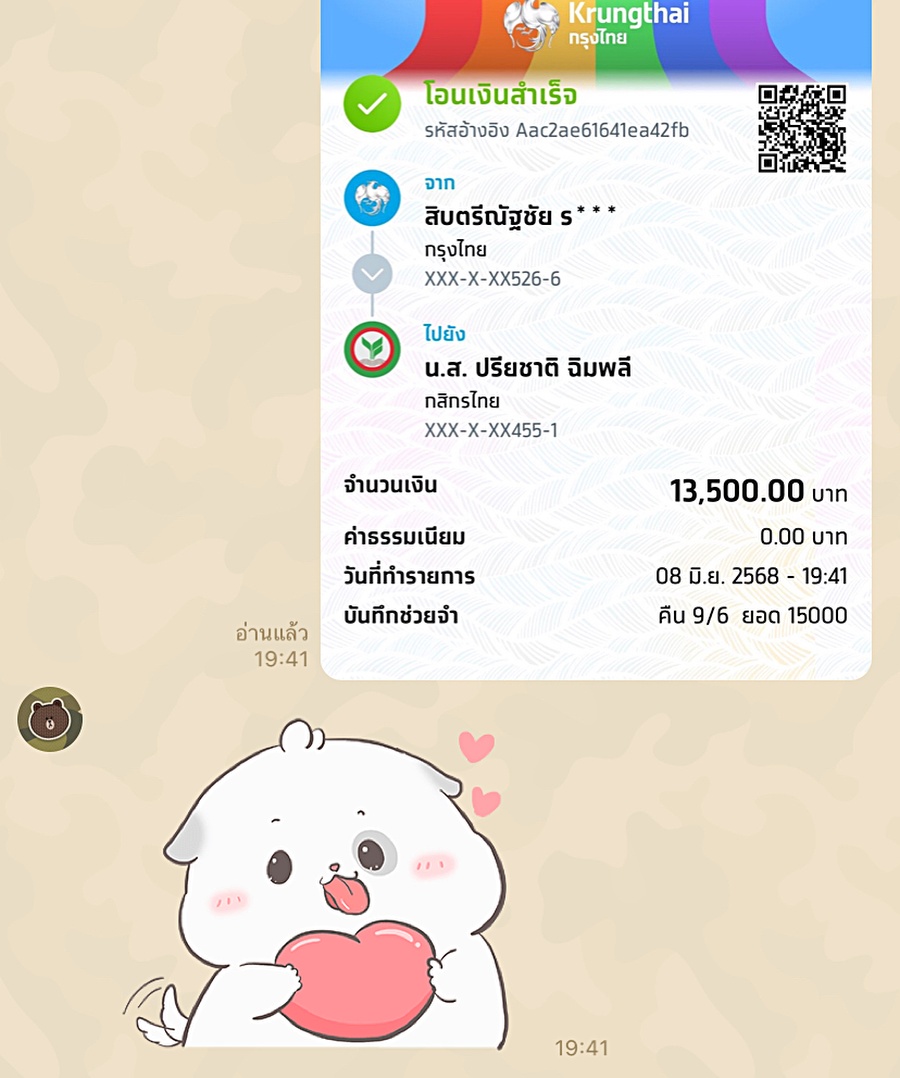 Krungthai
กรุงไทย
โอนเงินสำเร็จ
รหัสอ้างอิง Aac2ae61641ea42fb
จาก
สิบตรีณัฐชัย ร***
กรุงไทย
XXX-X-XX526-6
ไปยัง
น.ส. ปรียชาติ ฉิมพลี
กสิกรไทย
XXX-X-XX455-1
จำนวนเงิน 13,500.00 บาท
ค่าธรรมเนียม 0.00 บาท
วันที่ทำรายการ 08 มิ.ย. 2568 - 19:41
บันทึกช่วยจำ คืน 9/6 ยอด 15000
อ่านแล้ว
19:41
19:41